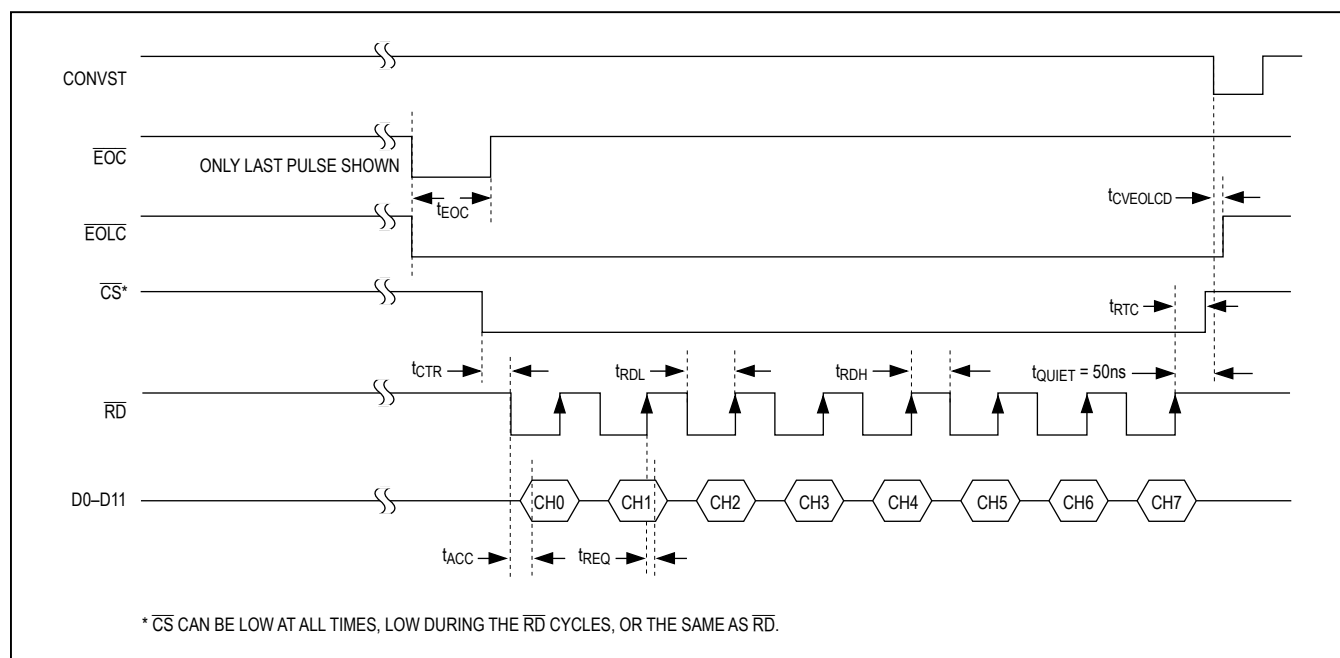 CONVST
EOC
ONLY LAST PULSE SHOWN
tEOC
tCVEOLCD
EOLC
CS*
tRTC
tCTR
tRDL
tRDH
tQUIET = 50ns
RD
D0–D11
CH0
CH1
CH2
CH3
CH4
CH5
CH6
CH7
tACC
tREQ
* CS CAN BE LOW AT ALL TIMES, LOW DURING THE RD CYCLES, OR THE SAME AS RD.